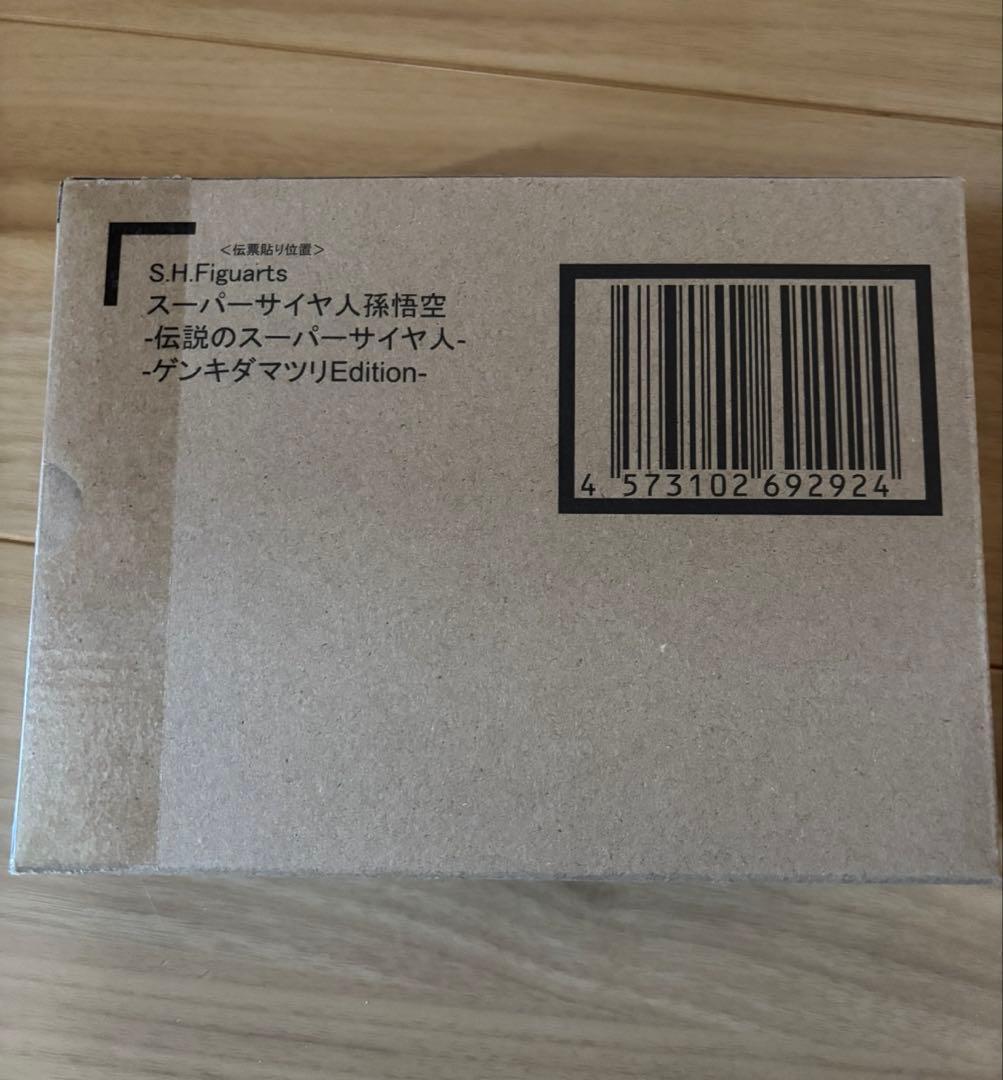 <伝票貼り位置>
S.H.Figuarts
スーパーサイヤ人孫悟空
-伝説のスーパーサイヤ人-
-ゲンキダマツリEdition-
4 573102 692924